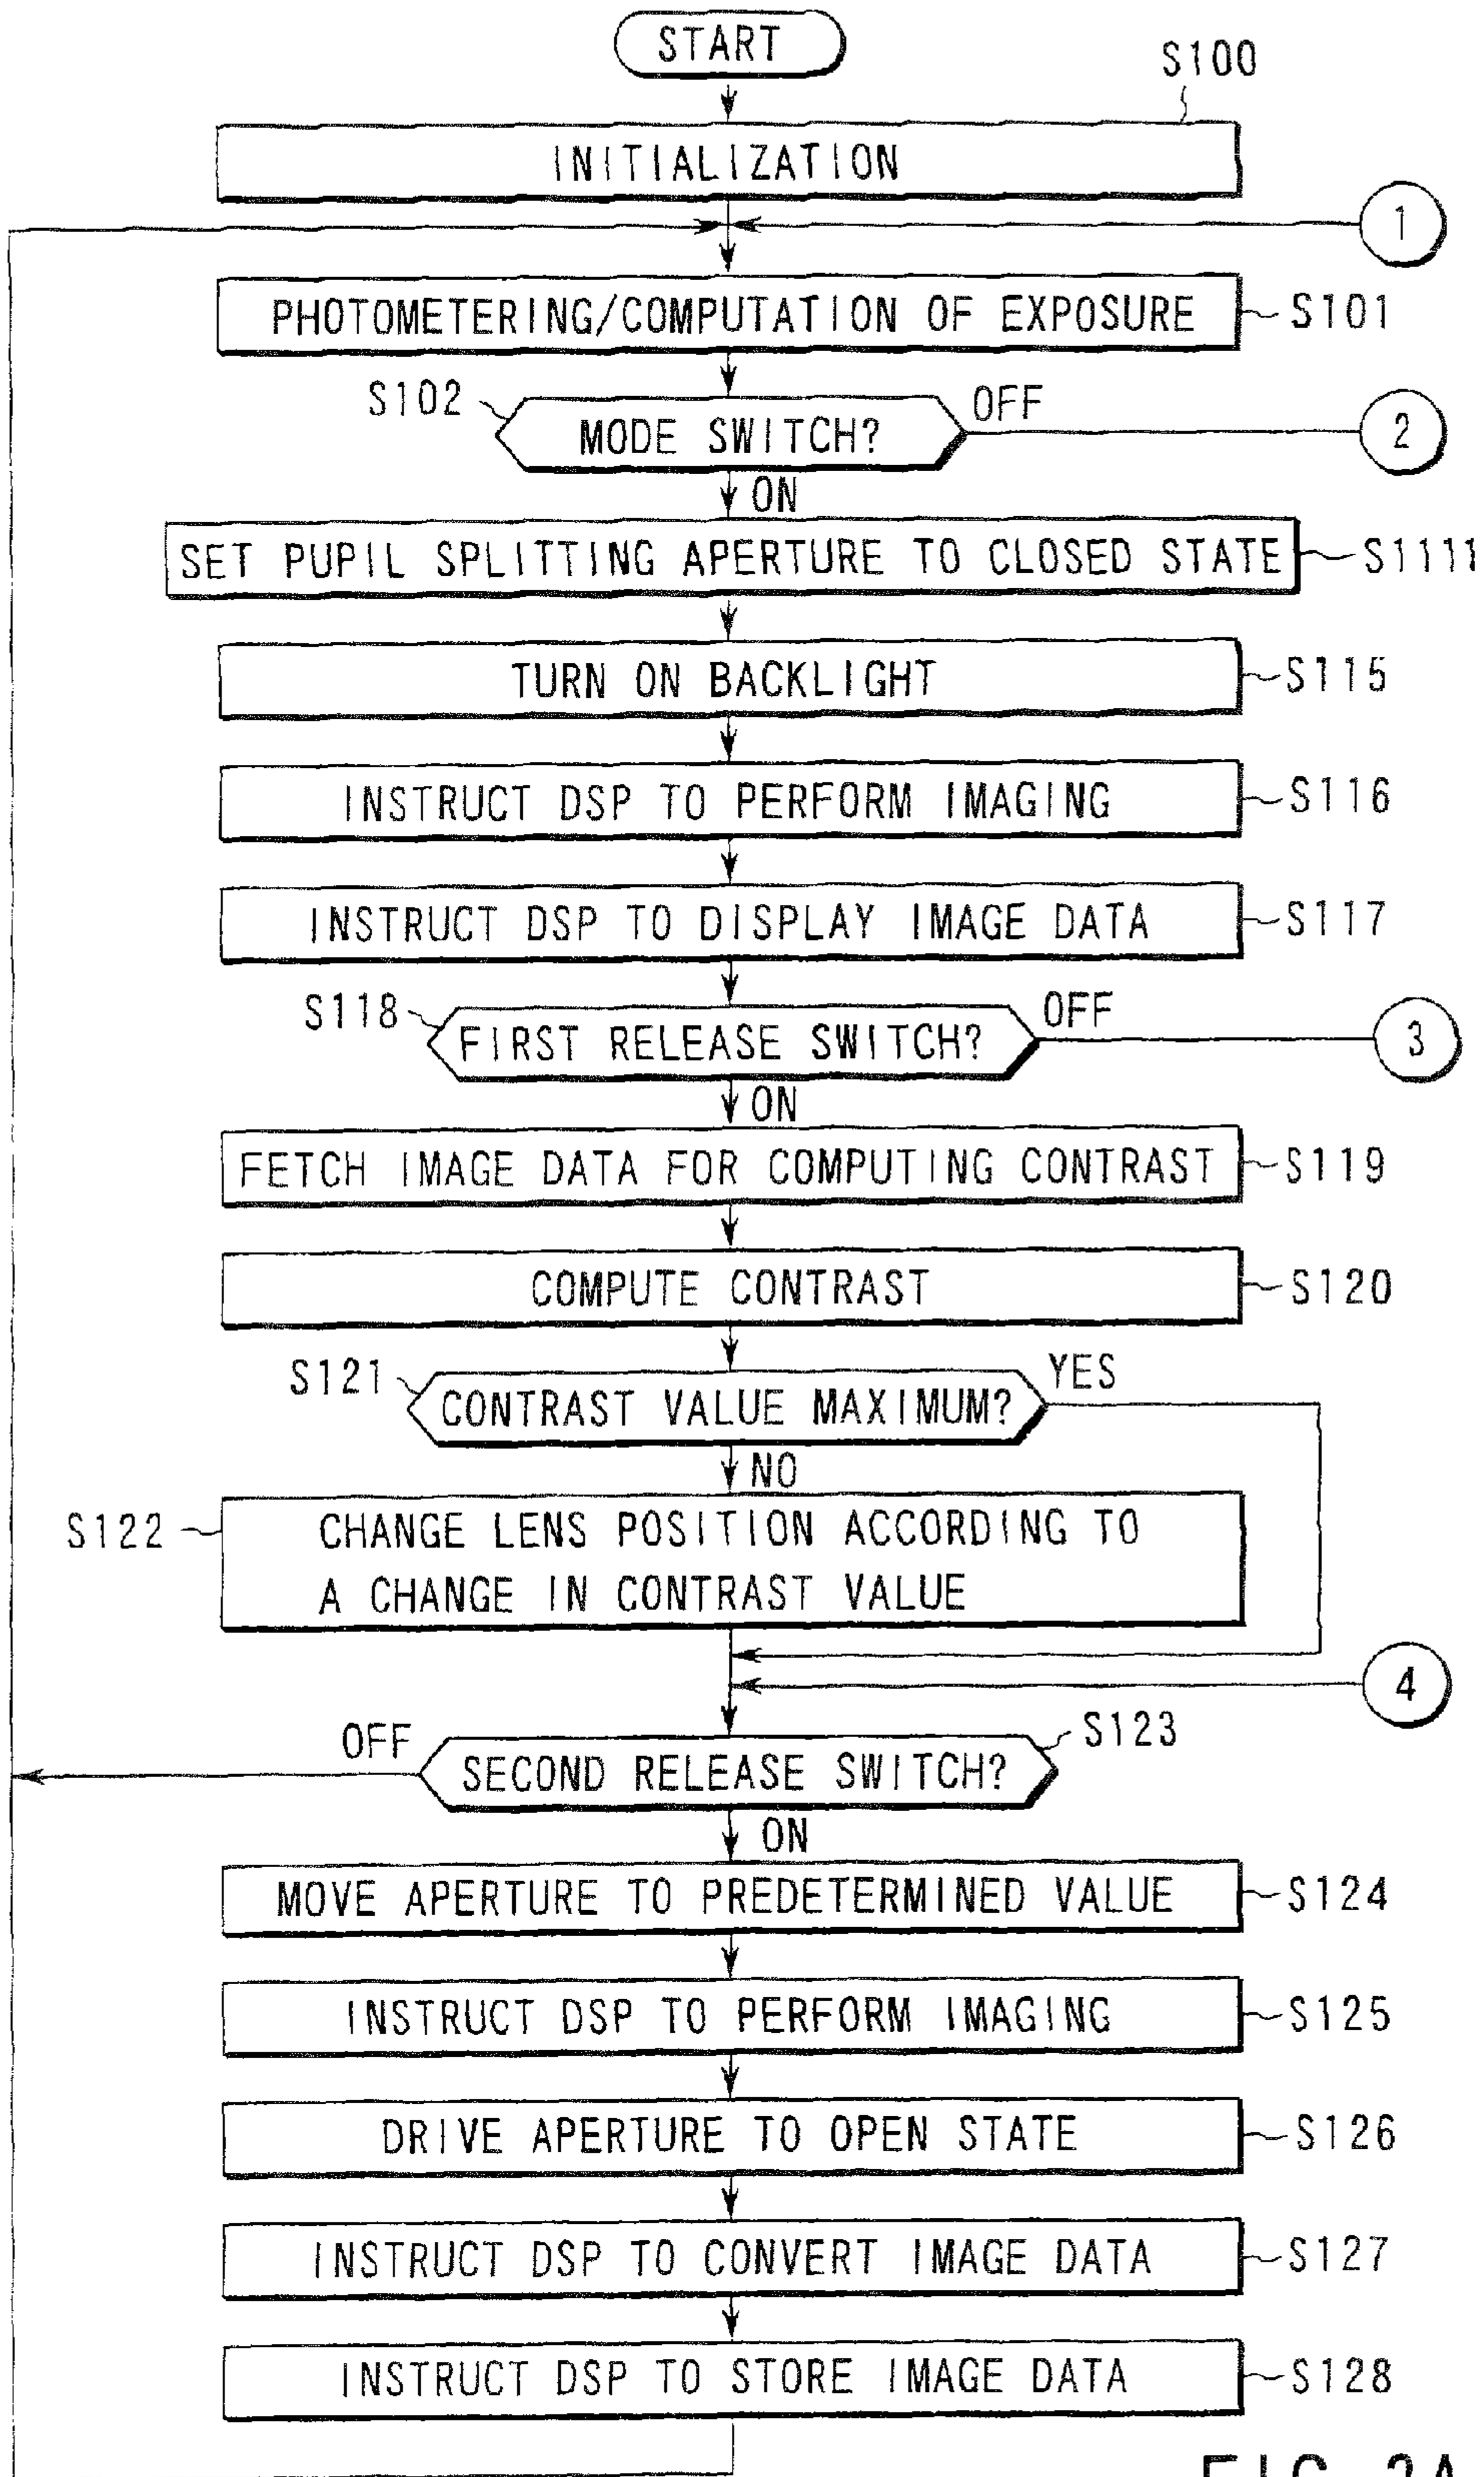 START
S100
INITIALIZATION
1
PHOTOMETERING/COMPUTATION OF EXPOSURE
S101
S102
MODE SWITCH?
OFF
2
ON
SET PUPIL SPLITTING APERTURE TO CLOSED STATE
S1111
TURN ON BACKLIGHT
S115
INSTRUCT DSP TO PERFORM IMAGING
S116
INSTRUCT DSP TO DISPLAY IMAGE DATA
S117
S118
FIRST RELEASE SWITCH?
OFF
3
ON
FETCH IMAGE DATA FOR COMPUTING CONTRAST
S119
COMPUTE CONTRAST
S120
S121
CONTRAST VALUE MAXIMUM?
YES
NO
S122
CHANGE LENS POSITION ACCORDING TO
A CHANGE IN CONTRAST VALUE
4
OFF
SECOND RELEASE SWITCH?
S123
ON
MOVE APERTURE TO PREDETERMINED VALUE
S124
INSTRUCT DSP TO PERFORM IMAGING
S125
DRIVE APERTURE TO OPEN STATE
S126
INSTRUCT DSP TO CONVERT IMAGE DATA
S127
INSTRUCT DSP TO STORE IMAGE DATA
S128